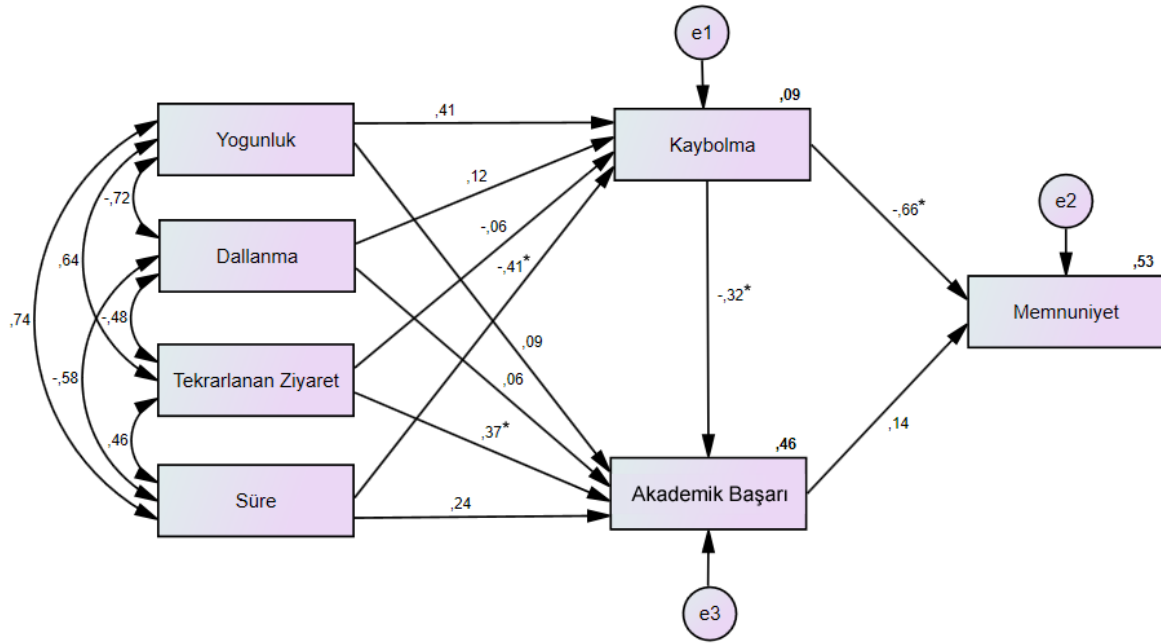 e1
,09
Yogunluk
,41
Kaybolma
,12
-,72
-,66*
e2
-,06
Dallanma
,53
,64
-,41*
-,32*
Memnuniyet
,74
-,48
,09
-,58
Tekrarlanan Ziyaret
,06
,14
,37*
,46
,46
Süre
,24
Akademik Başarı
e3